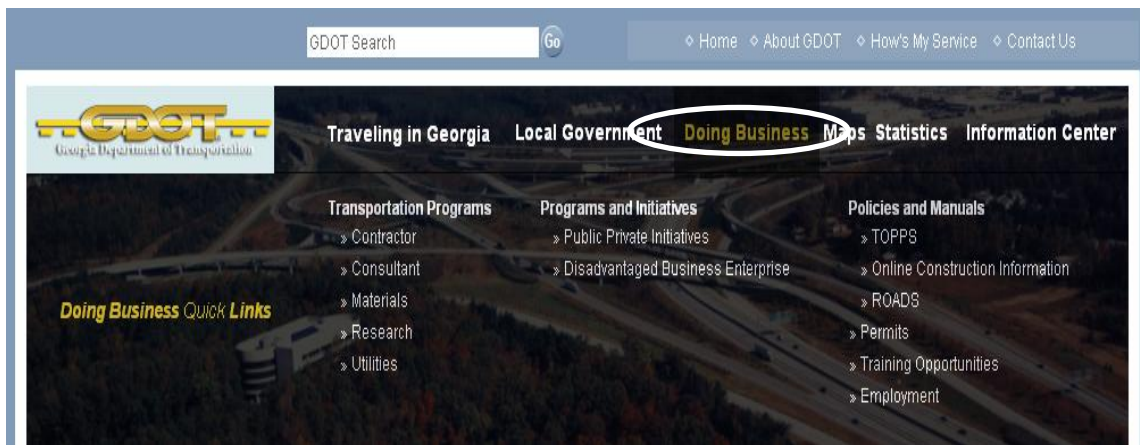 GDOT Search Go ⋄ Home ⋄ About GDOT ⋄ How's My Service ⋄ Contact Us
GDOT
Georgia Department of Transportation
Traveling in Georgia Local Government Doing Business Maps Statistics Information Center
Transportation Programs Programs and Initiatives Policies and Manuals
» Contractor » Public Private Initiatives » TOPPS
» Consultant » Disadvantaged Business Enterprise » Online Construction Information
Doing Business Quick Links » Materials » ROADS
» Research » Permits
» Utilities » Training Opportunities
» Employment